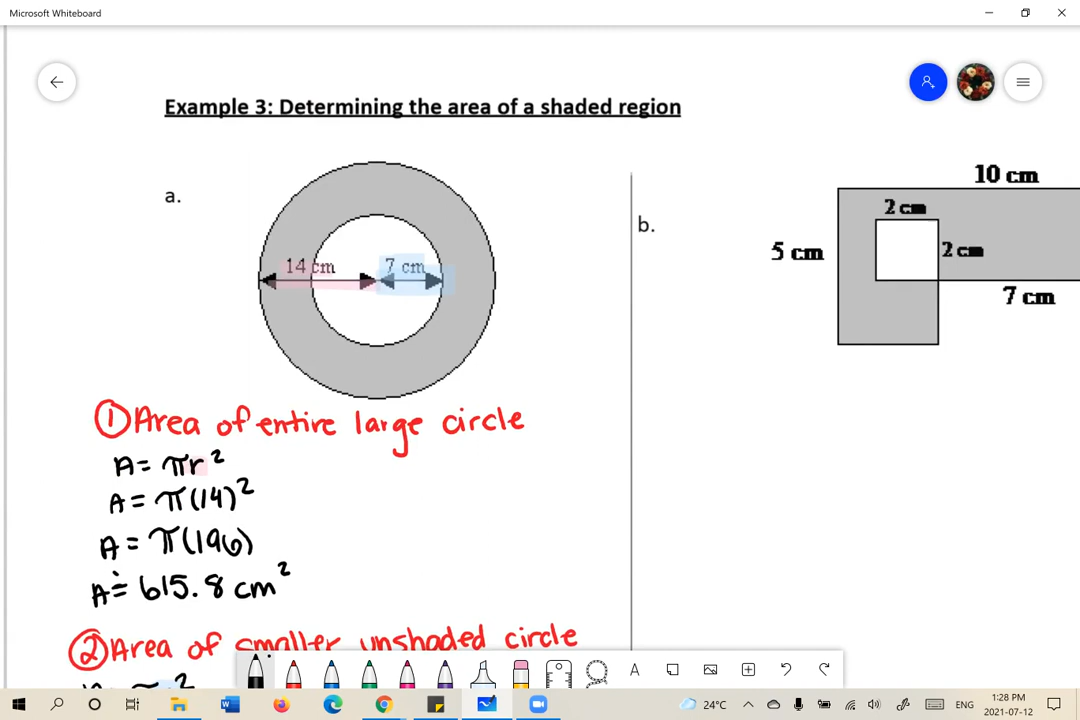 Microsoft Whiteboard
Example 3: Determining the area of a shaded region
a.
14 cm
7 cm
b.
10 cm
2 cm
5 cm
2 cm
7 cm
①Area of entire large circle
A = πr²
A = π(14)²
A = π(196)
A ≐ 615.8 cm²
②Area of smaller unshaded circle
A
24°C
ENG
1:28 PM
2021-07-12